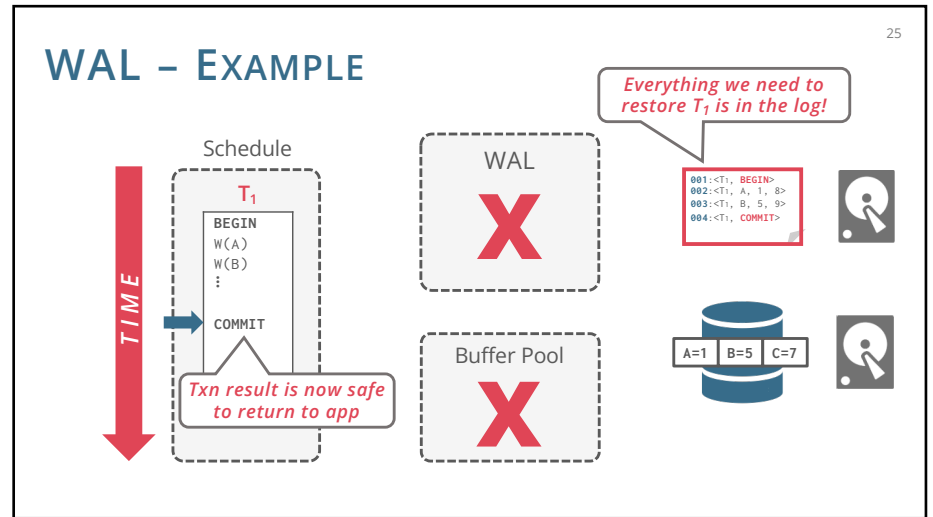 25
WAL – EXAMPLE
Everything we need to
restore T1 is in the log!
Schedule
TIME
T1
BEGIN
W(A)
W(B)
⋮
COMMIT
Txn result is now safe
to return to app
WAL
X
Buffer Pool
X
001:<T1, BEGIN>
002:<T1, A, 1, 8>
003:<T1, B, 5, 9>
004:<T1, COMMIT>
A=1 B=5 C=7